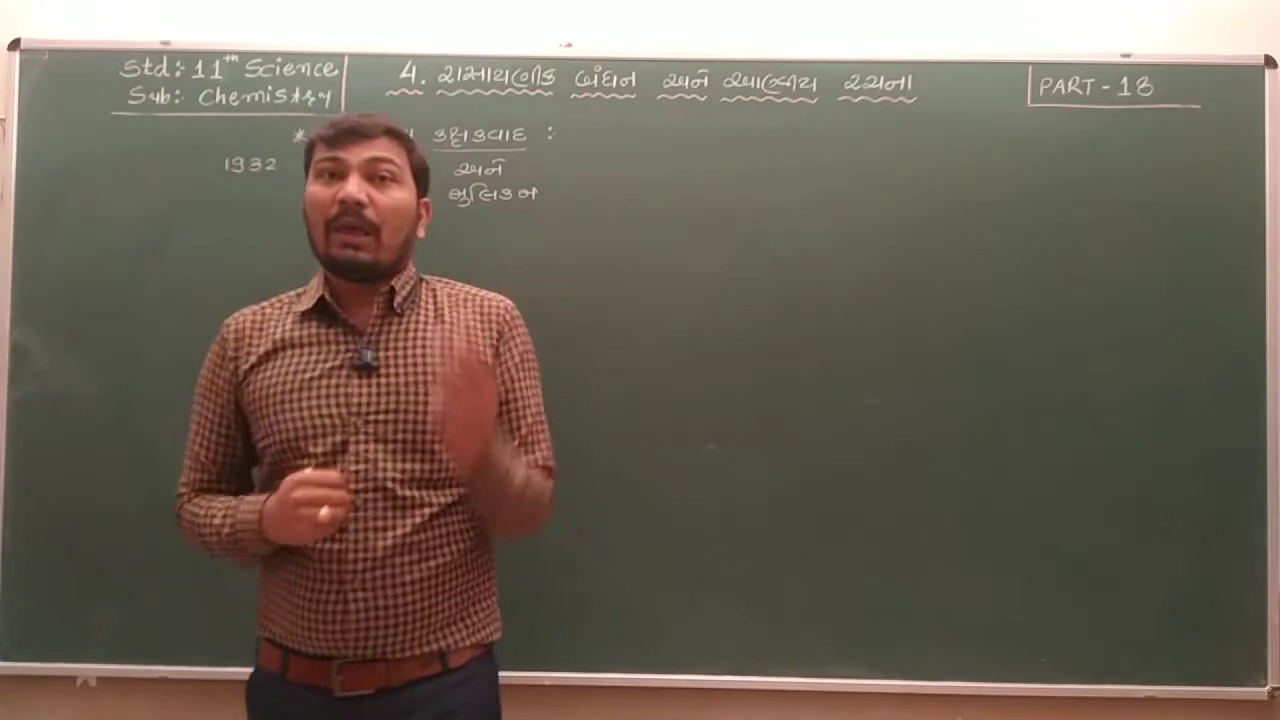 Std: 11th Science
Sub: Chemistry
4. રાસાયણીક બંધન અને આણ્વીય રચના
PART - 18
* કક્ષકવાદ :
1932 અને
મુલિકન